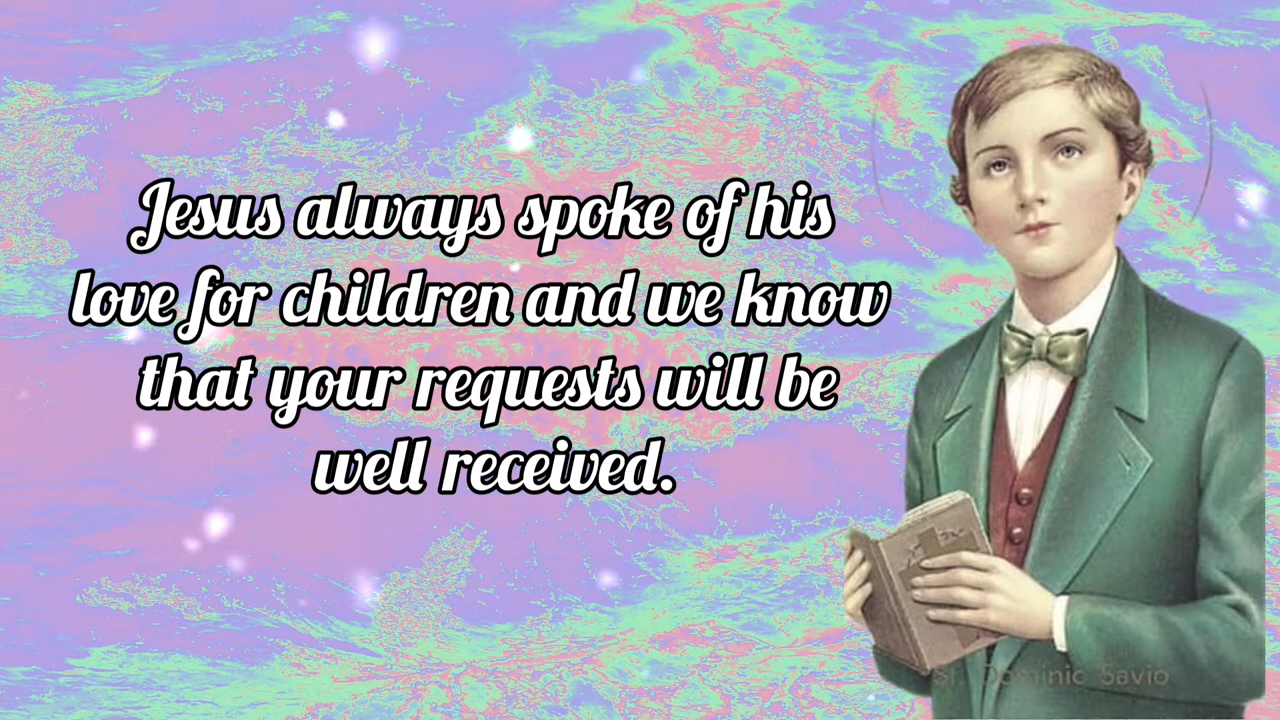 Jesus always spoke of his
love for children and we know
that your requests will be
well received.
St. Dominic Savio